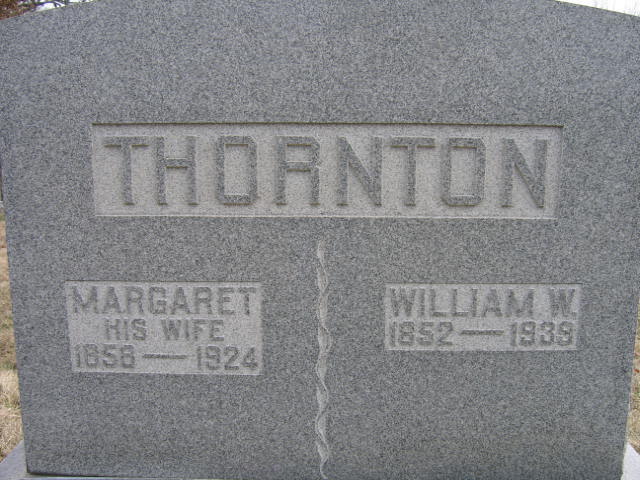 THORNTON
MARGARET
HIS WIFE
1858 — 1924
WILLIAM W.
1852 — 1939